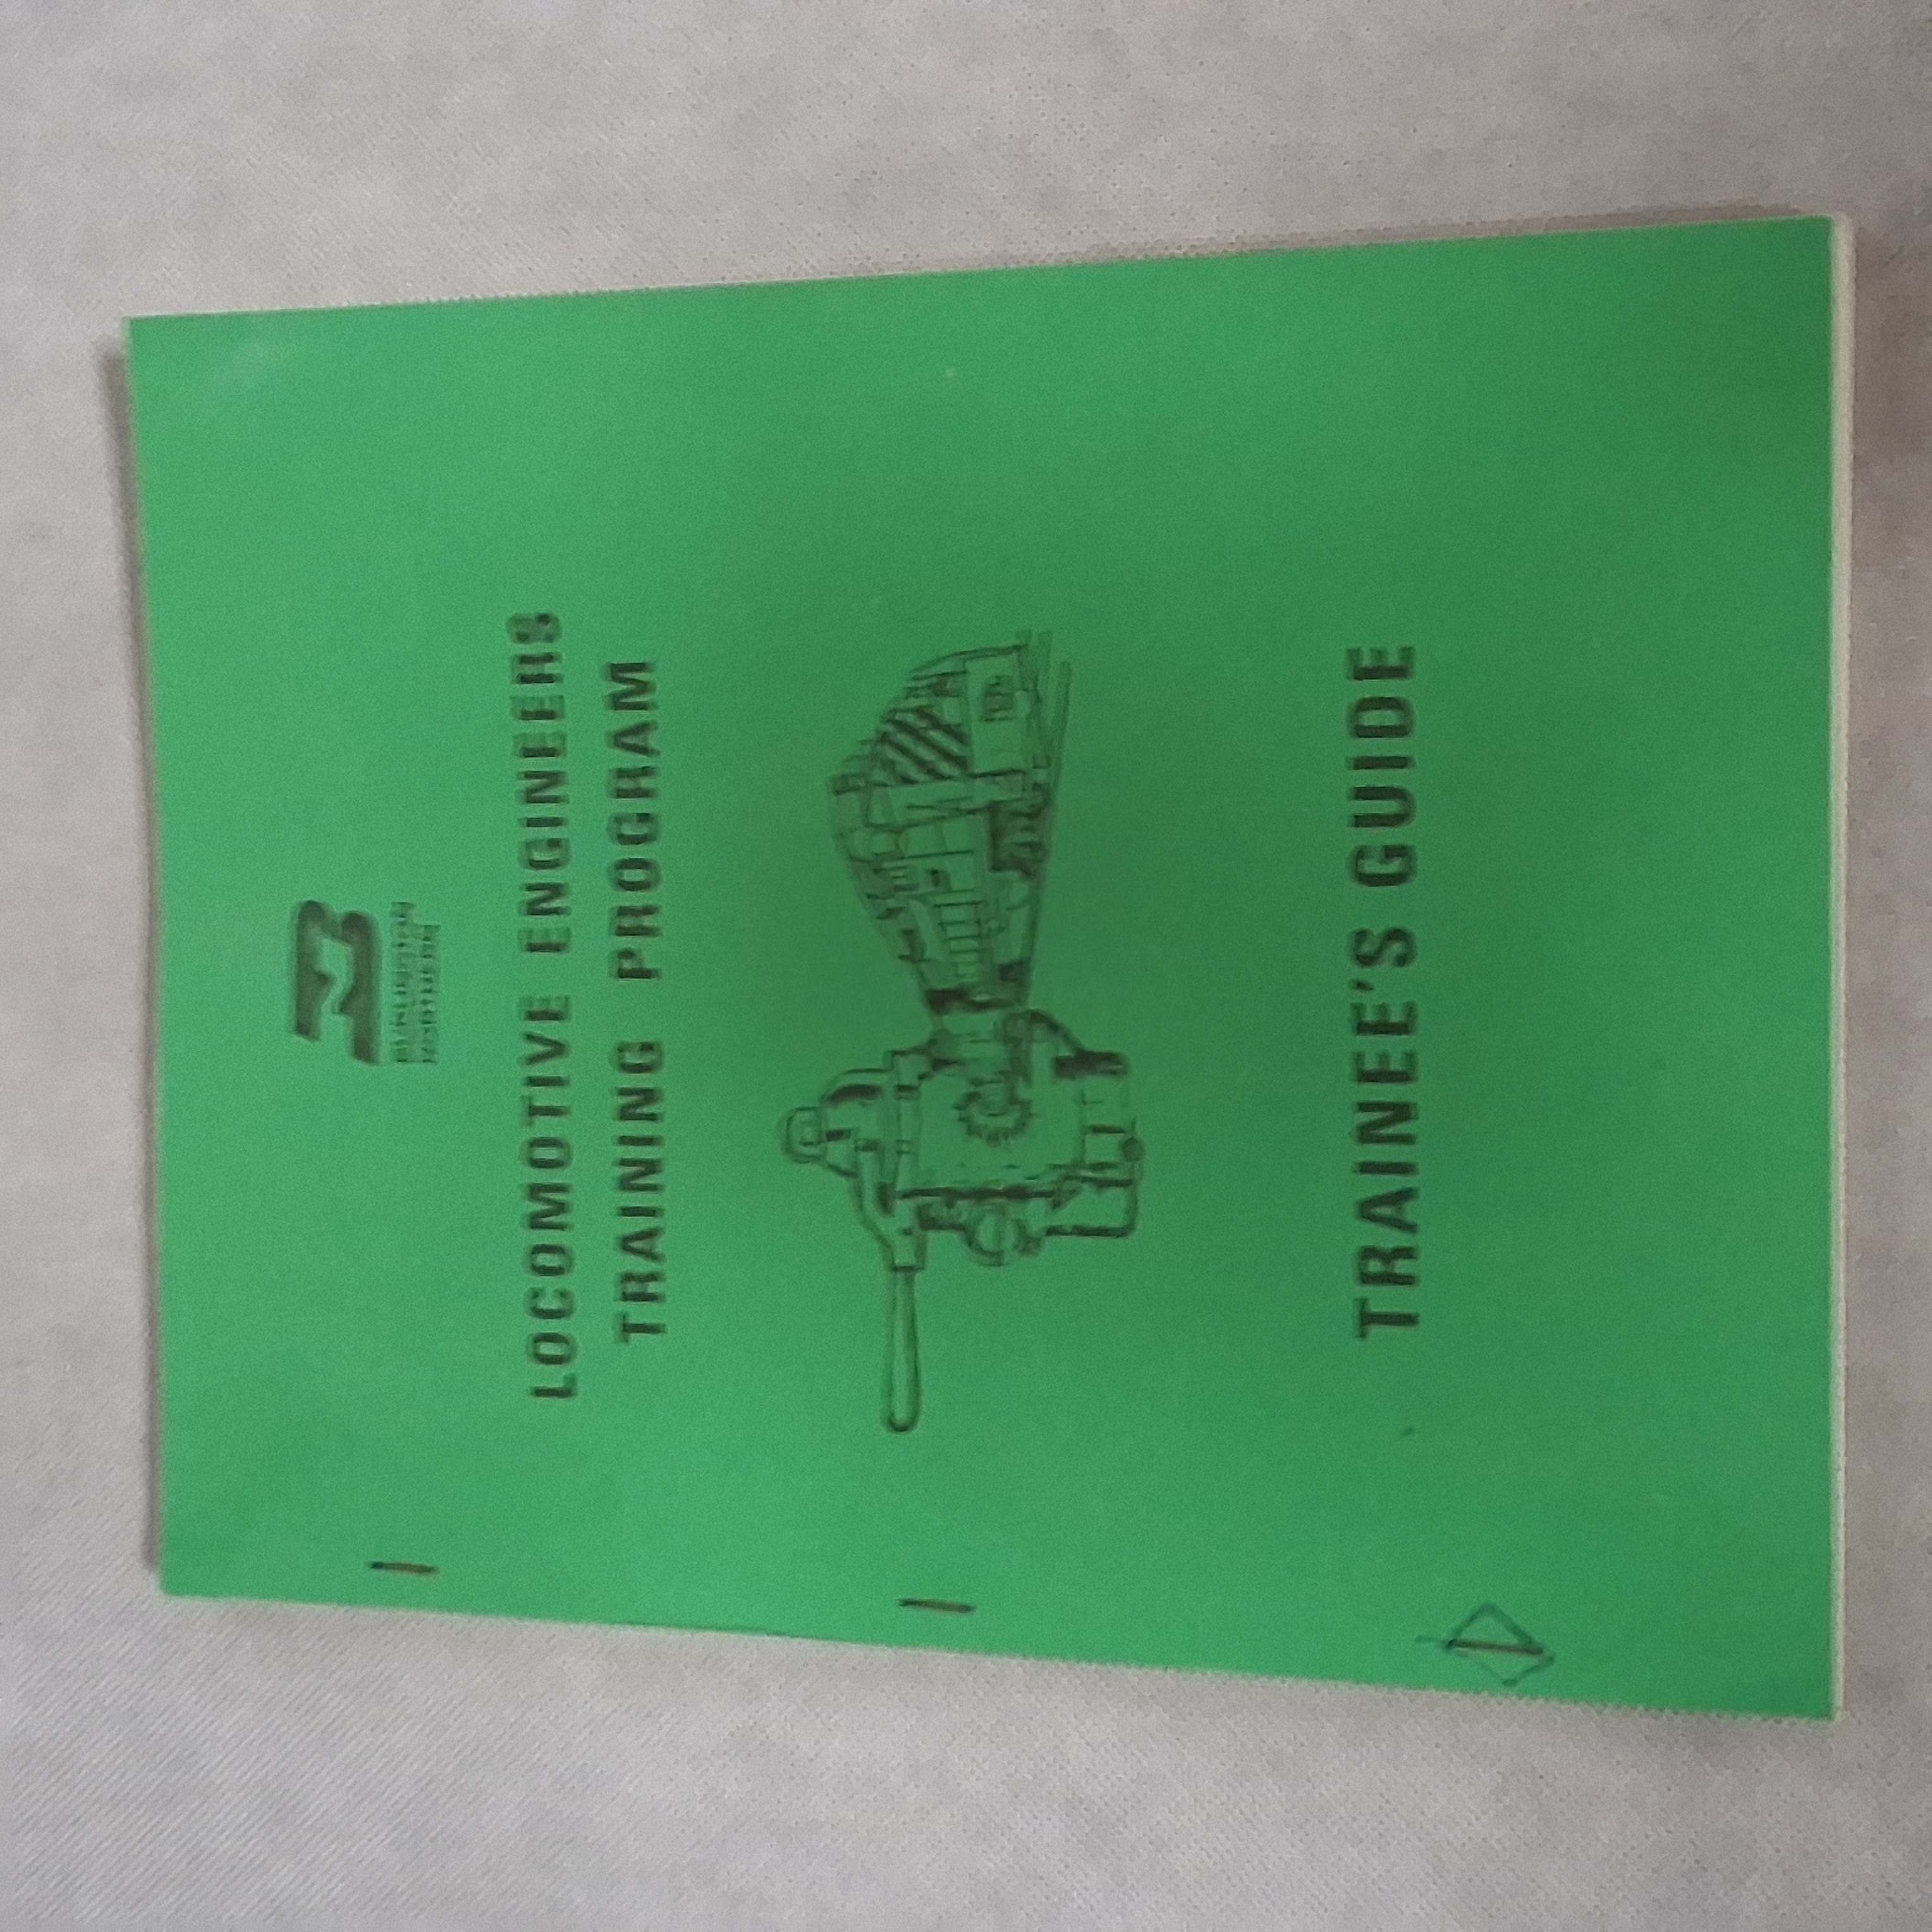 BURLINGTON
NORTHERN
LOCOMOTIVE ENGINEERS
TRAINING PROGRAM
TRAINEE'S GUIDE